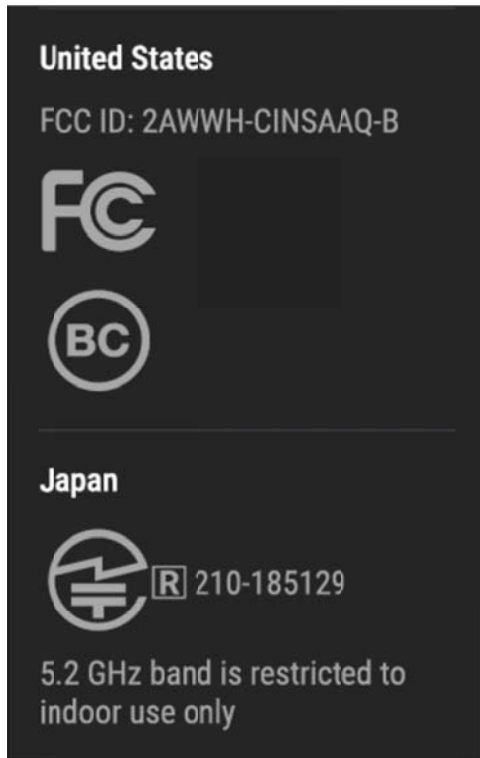 United States
FCC ID: 2AWWH-CINSAAQ-B
FC
BC
Japan
R 210-185129
5.2 GHz band is restricted to
indoor use only